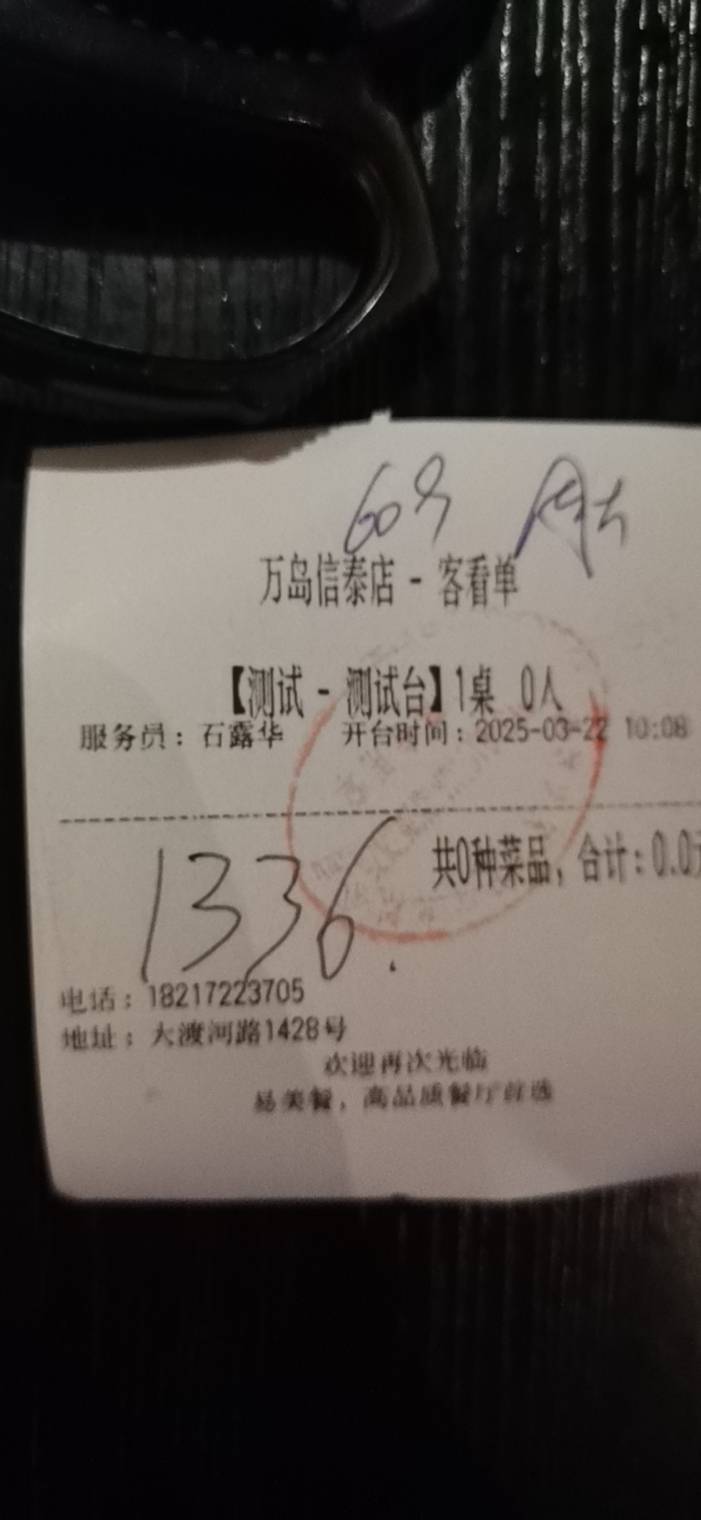 60号
万岛信泰店 - 客看单
【测试 - 测试台】1桌 0人
服务员：石露华 开台时间：2025-03-22 10:08
共0种菜品，合计：0.0元
1336.
电话：18217223705
地址：大渡河路1428号
欢迎再次光临
易美餐，高品质餐厅首选